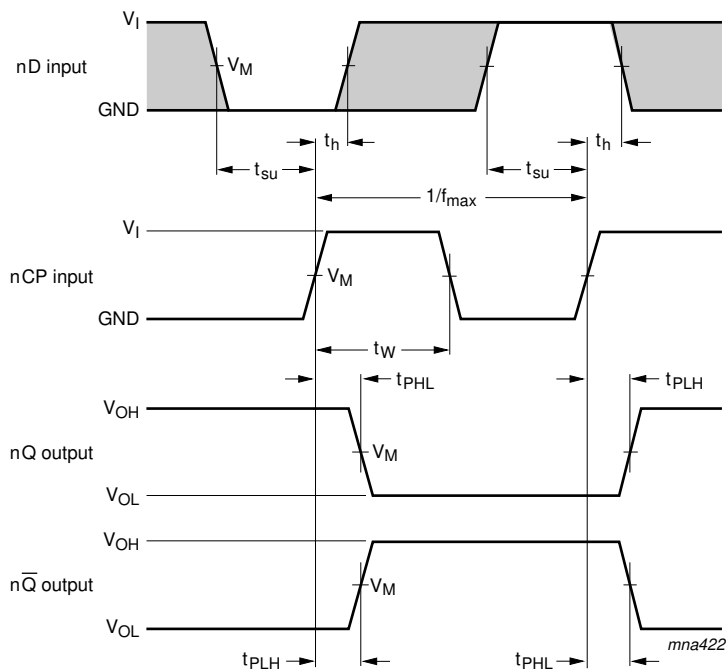 V_I
nD input
V_M
GND
t_h
t_h
t_su
t_su
1/f_max
V_I
nCP input
V_M
GND
t_W
t_PHL
t_PLH
V_OH
nQ output
V_M
V_OL
V_OH
nQ̅ output
V_M
V_OL
mna422
t_PLH
t_PHL